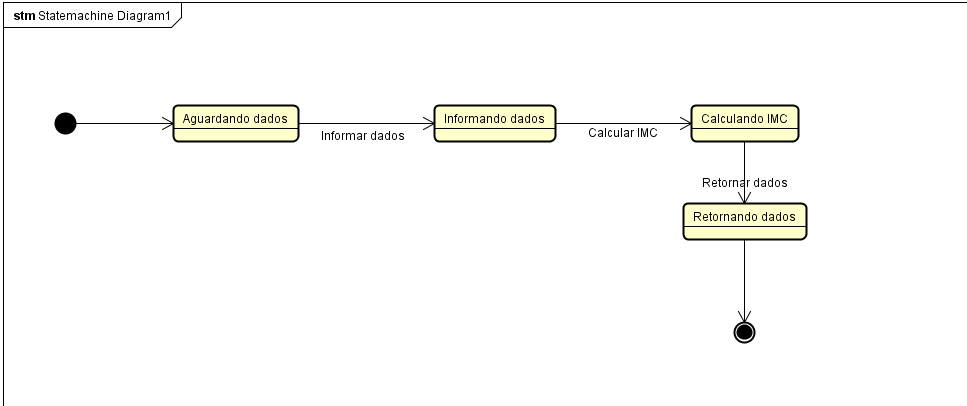 stm Statemachine Diagram1
Aguardando dados
Informar dados
Informando dados
Calcular IMC
Calculando IMC
Retornar dados
Retornando dados